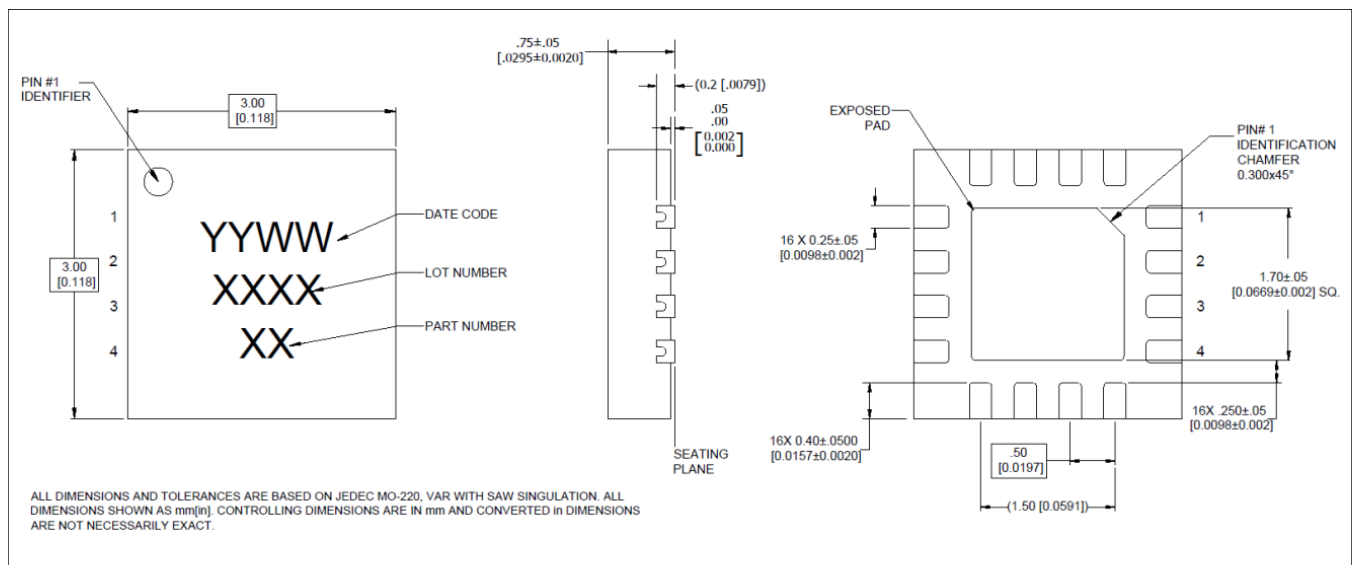 PIN #1
IDENTIFIER
3.00
[0.118]
3.00
[0.118]
1
2
3
4
YYWW
XXXX
XX
DATE CODE
LOT NUMBER
PART NUMBER
.75±.05
[.0295±0.0020]
(0.2 [.0079])
.05
.00
[0.002
0.000]
SEATING
PLANE
EXPOSED
PAD
PIN# 1
IDENTIFICATION
CHAMFER
0.300x45°
16 X 0.25±.05
[0.0098±0.002]
1
2
3
4
1.70±.05
[0.0669±0.002] SQ.
16X .250±.05
[0.0098±0.002]
16X 0.40±.0500
[0.0157±0.0020]
.50
[0.0197]
(1.50 [0.0591])
ALL DIMENSIONS AND TOLERANCES ARE BASED ON JEDEC MO-220, VAR WITH SAW SINGULATION. ALL
DIMENSIONS SHOWN AS mm[in]. CONTROLLING DIMENSIONS ARE IN mm AND CONVERTED in DIMENSIONS
ARE NOT NECESSARILY EXACT.